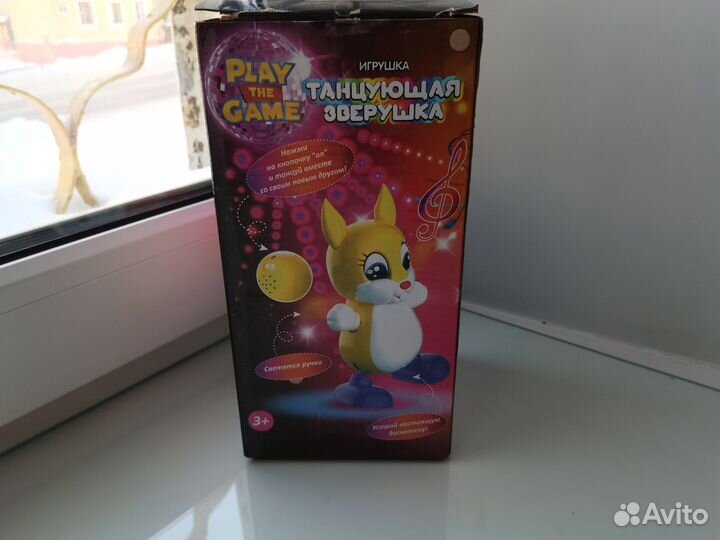 PLAY
THE
GAME
ИГРУШКА
ТАНЦУЮЩАЯ
ЗВЕРУШКА
Нажми
на кнопочку "on"
и танцуй вместе
со своим новым другом!
Светятся ручки
3+
Устрой настоящую
дискотеку!
Avito